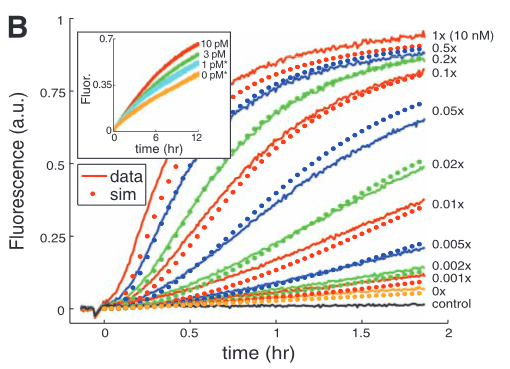 B
Fluorescence (a.u.)
1
0.75
0.5
0.25
0
0
0.5
1
1.5
2
time (hr)
Fluor.
0.7
0.35
0
0
6
12
time (hr)
10 pM
3 pM
1 pM*
0 pM*
data
sim
1x (10 nM)
0.5x
0.2x
0.1x
0.05x
0.02x
0.01x
0.005x
0.002x
0.001x
0x
control